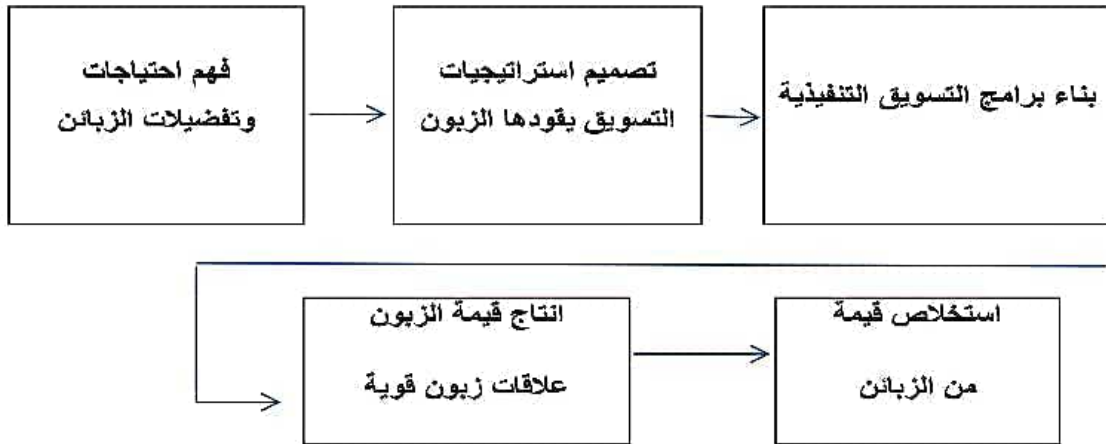 فهم احتياجات
وتفضيلات الزبائن
تصميم استراتيجيات
التسويق يقودها الزبون
بناء برامج التسويق التنفيذية
انتاج قيمة الزبون
علاقات زبون قوية
استخلاص قيمة
من الزبائن